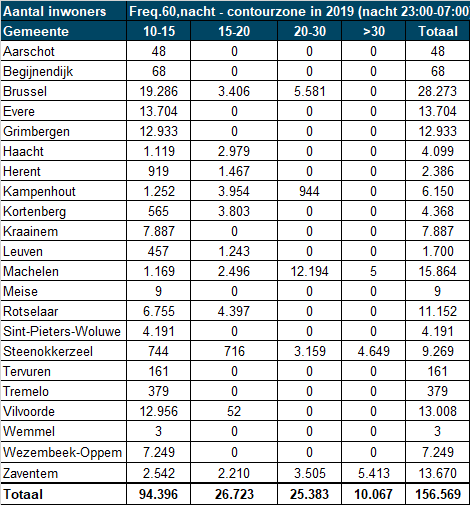 Aantal inwoners Freq.60,nacht - contourzone in 2019 (nacht 23:00-07:00
Gemeente 10-15 15-20 20-30 >30 Totaal
Aarschot 48 0 0 0 48
Begijnendijk 68 0 0 0 68
Brussel 19.286 3.406 5.581 0 28.273
Evere 13.704 0 0 0 13.704
Grimbergen 12.933 0 0 0 12.933
Haacht 1.119 2.979 0 0 4.099
Herent 919 1.467 0 0 2.386
Kampenhout 1.252 3.954 944 0 6.150
Kortenberg 565 3.803 0 0 4.368
Kraainem 7.887 0 0 0 7.887
Leuven 457 1.243 0 0 1.700
Machelen 1.169 2.496 12.194 5 15.864
Meise 9 0 0 0 9
Rotselaar 6.755 4.397 0 0 11.152
Sint-Pieters-Woluwe 4.191 0 0 0 4.191
Steenokkerzeel 744 716 3.159 4.649 9.269
Tervuren 161 0 0 0 161
Tremelo 379 0 0 0 379
Vilvoorde 12.956 52 0 0 13.008
Wemmel 3 0 0 0 3
Wezembeek-Oppem 7.249 0 0 0 7.249
Zaventem 2.542 2.210 3.505 5.413 13.670
Totaal 94.396 26.723 25.383 10.067 156.569